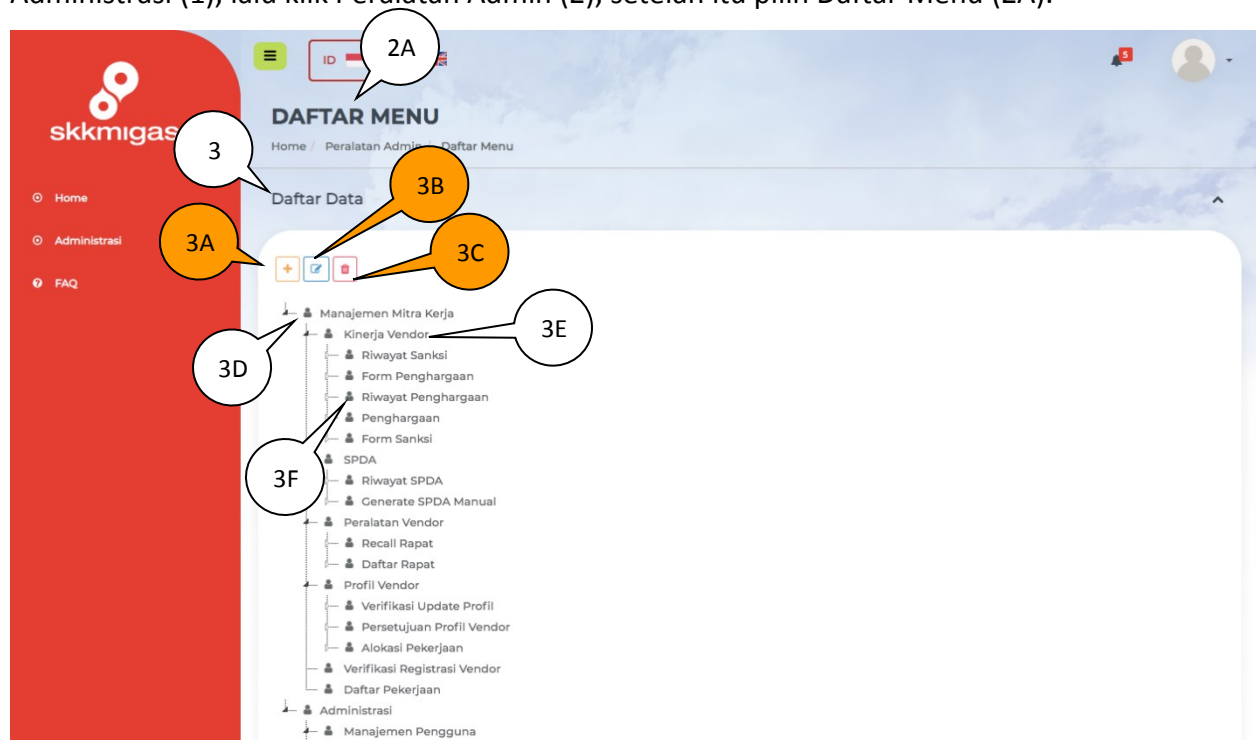 Administrasi (1), lalu klik Peralatan Admin (2), setelah itu pilih Daftar Menu (2A).
2A
ID
5
skkmigas
DAFTAR MENU
3
Home / Peralatan Admin / Daftar Menu
Daftar Data
3B
Home
Administrasi
FAQ
3A
3C
Manajemen Mitra Kerja
3E
Kinerja Vendor
3D
Riwayat Sanksi
Form Penghargaan
Riwayat Penghargaan
Penghargaan
Form Sanksi
SPDA
3F
Riwayat SPDA
Generate SPDA Manual
Peralatan Vendor
Recall Rapat
Daftar Rapat
Profil Vendor
Verifikasi Update Profil
Persetujuan Profil Vendor
Alokasi Pekerjaan
Verifikasi Registrasi Vendor
Daftar Pekerjaan
Administrasi
Manajemen Pengguna